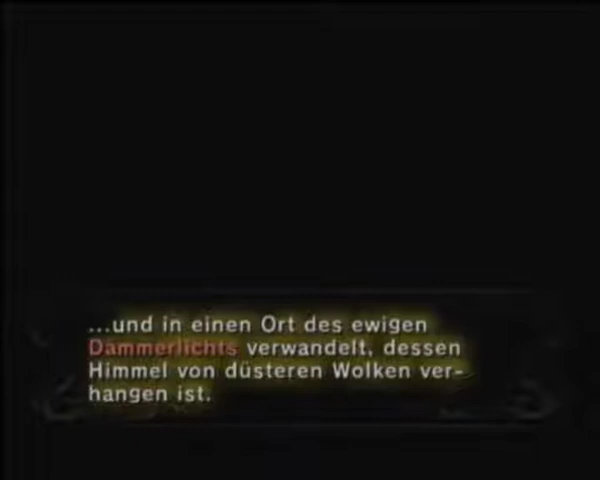 ...und in einen Ort des ewigen
Dämmerlichts verwandelt, dessen
Himmel von düsteren Wolken ver-
hangen ist.